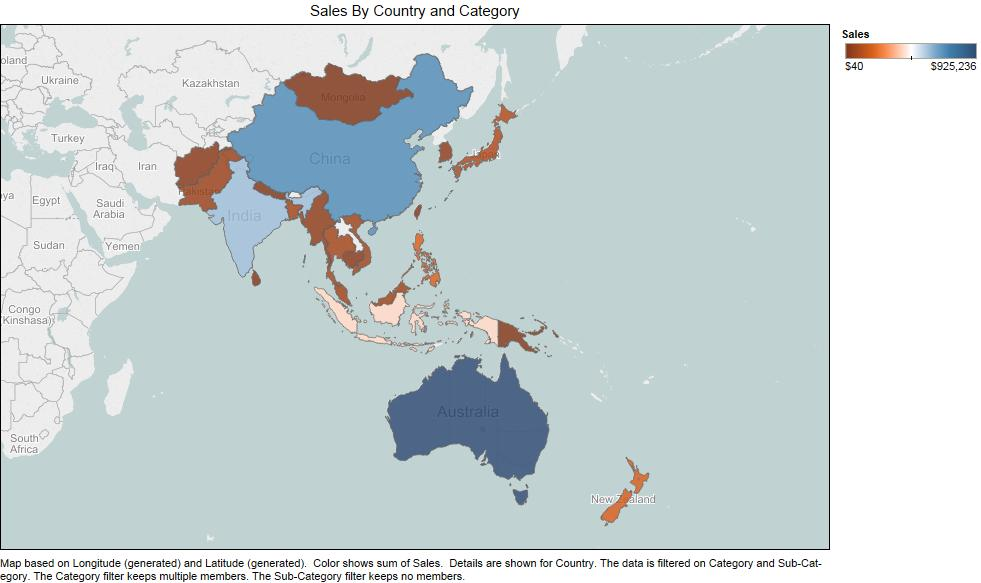 Sales By Country and Category
Sales
$40 $925,236
oland
Ukraine
Kazakhstan
Mongolia
Turkey
China
Japan
Iraq
Iran
Pakistan
ya
Egypt
Saudi
Arabia
India
Sudan
Yemen
Congo
(Kinshasa)
Australia
South
Africa
New Zealand
Map based on Longitude (generated) and Latitude (generated).  Color shows sum of Sales.  Details are shown for Country. The data is filtered on Category and Sub-Cat-
egory. The Category filter keeps multiple members. The Sub-Category filter keeps no members.